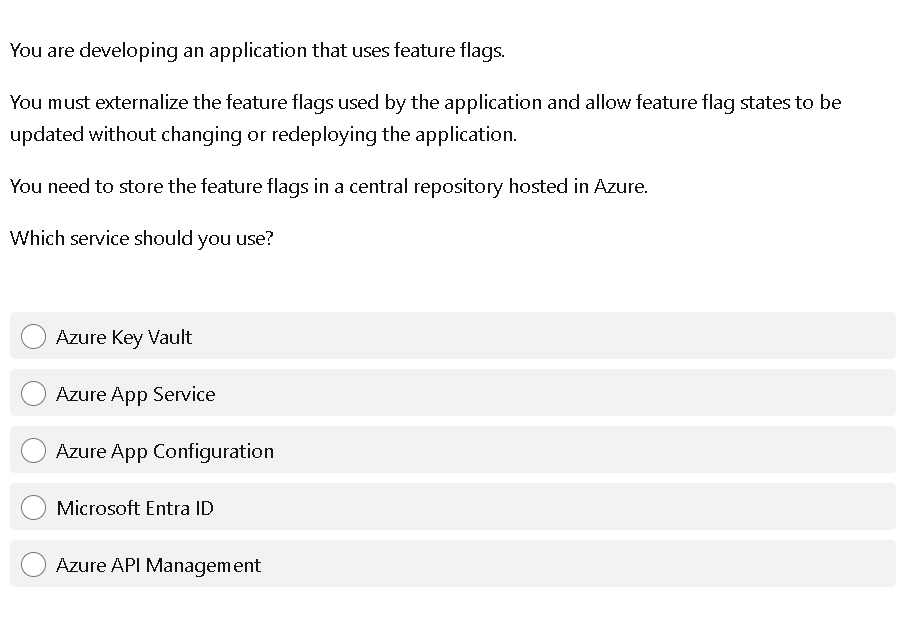 You are developing an application that uses feature flags.
You must externalize the feature flags used by the application and allow feature flag states to be
updated without changing or redeploying the application.
You need to store the feature flags in a central repository hosted in Azure.
Which service should you use?
Azure Key Vault
Azure App Service
Azure App Configuration
Microsoft Entra ID
Azure API Management